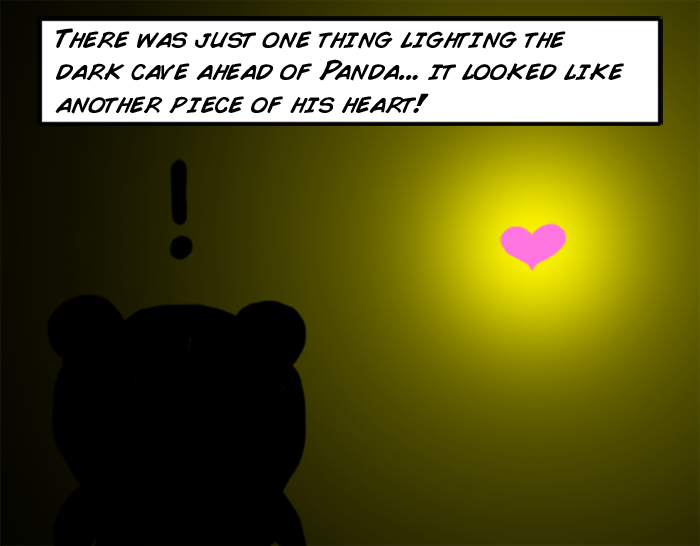 There was just one thing lighting the
dark cave ahead of Panda... it looked like
another piece of his heart!
!